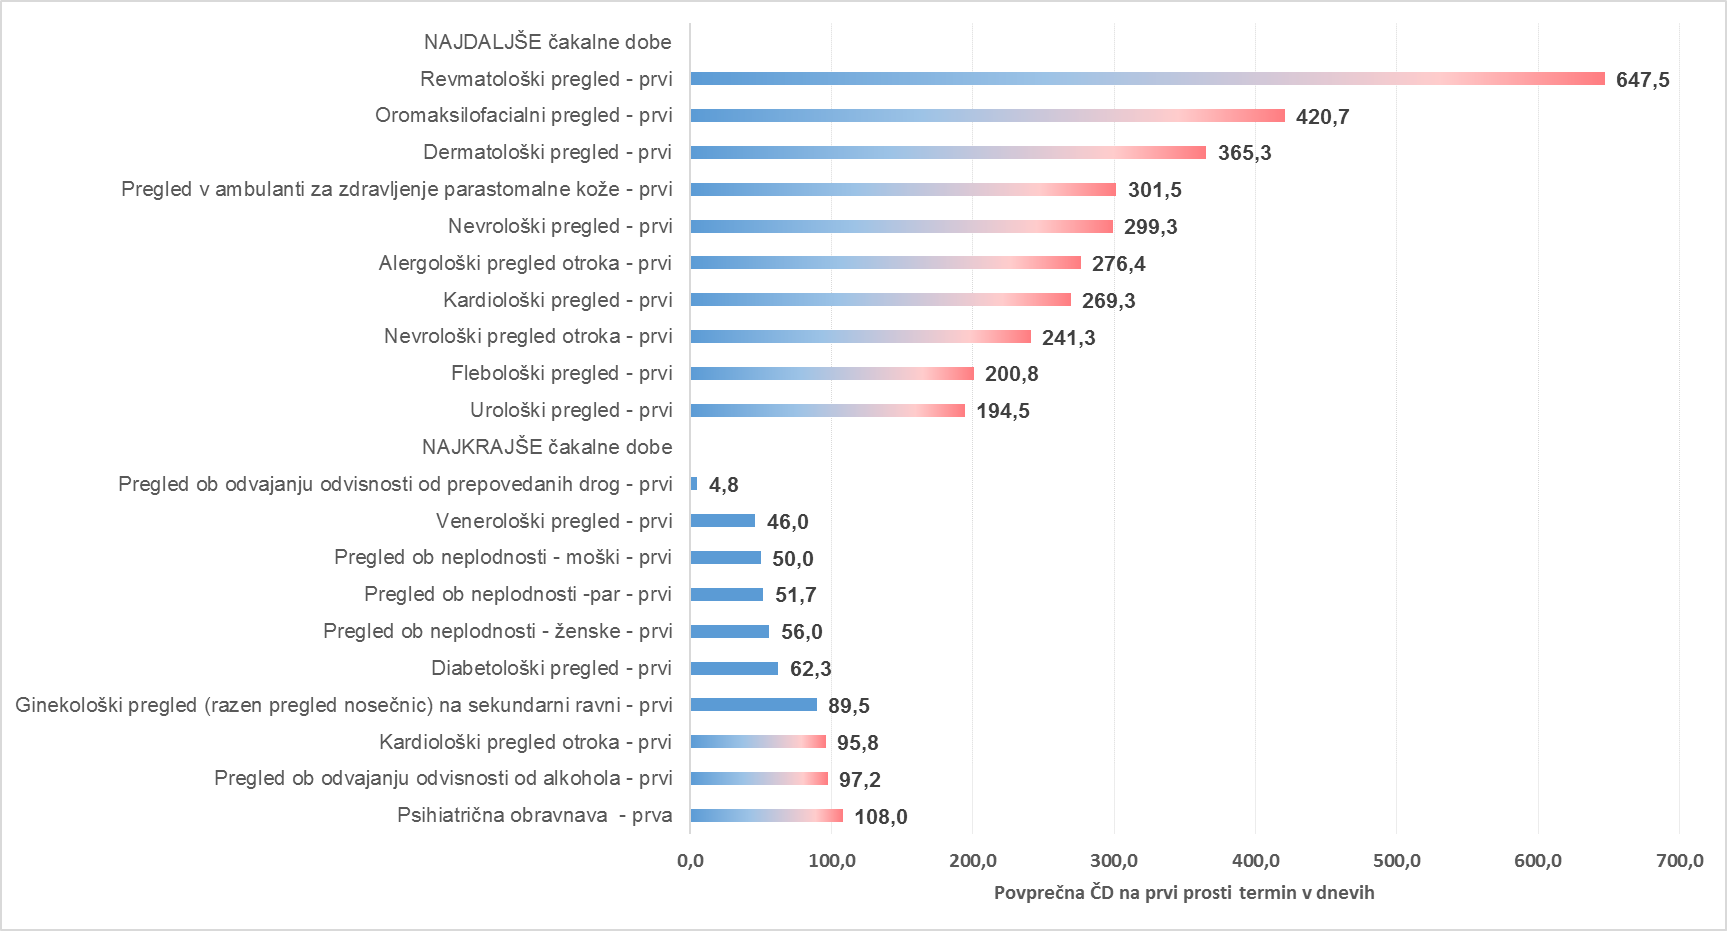 NAJDALJŠE čakalne dobe
Revmatološki pregled - prvi 647,5
Oromaksilofacialni pregled - prvi 420,7
Dermatološki pregled - prvi 365,3
Pregled v ambulanti za zdravljenje parastomalne kože - prvi 301,5
Nevrološki pregled - prvi 299,3
Alergološki pregled otroka - prvi 276,4
Kardiološki pregled - prvi 269,3
Nevrološki pregled otroka - prvi 241,3
Flebološki pregled - prvi 200,8
Urološki pregled - prvi 194,5
NAJKRAJŠE čakalne dobe
Pregled ob odvajanju odvisnosti od prepovedanih drog - prvi 4,8
Venerološki pregled - prvi 46,0
Pregled ob neplodnosti - moški - prvi 50,0
Pregled ob neplodnosti -par - prvi 51,7
Pregled ob neplodnosti - ženske - prvi 56,0
Diabetološki pregled - prvi 62,3
Ginekološki pregled (razen pregled nosečnic) na sekundarni ravni - prvi 89,5
Kardiološki pregled otroka - prvi 95,8
Pregled ob odvajanju odvisnosti od alkohola - prvi 97,2
Psihiatrična obravnava  - prva 108,0
0,0 100,0 200,0 300,0 400,0 500,0 600,0 700,0
Povprečna ČD na prvi prosti termin v dnevih